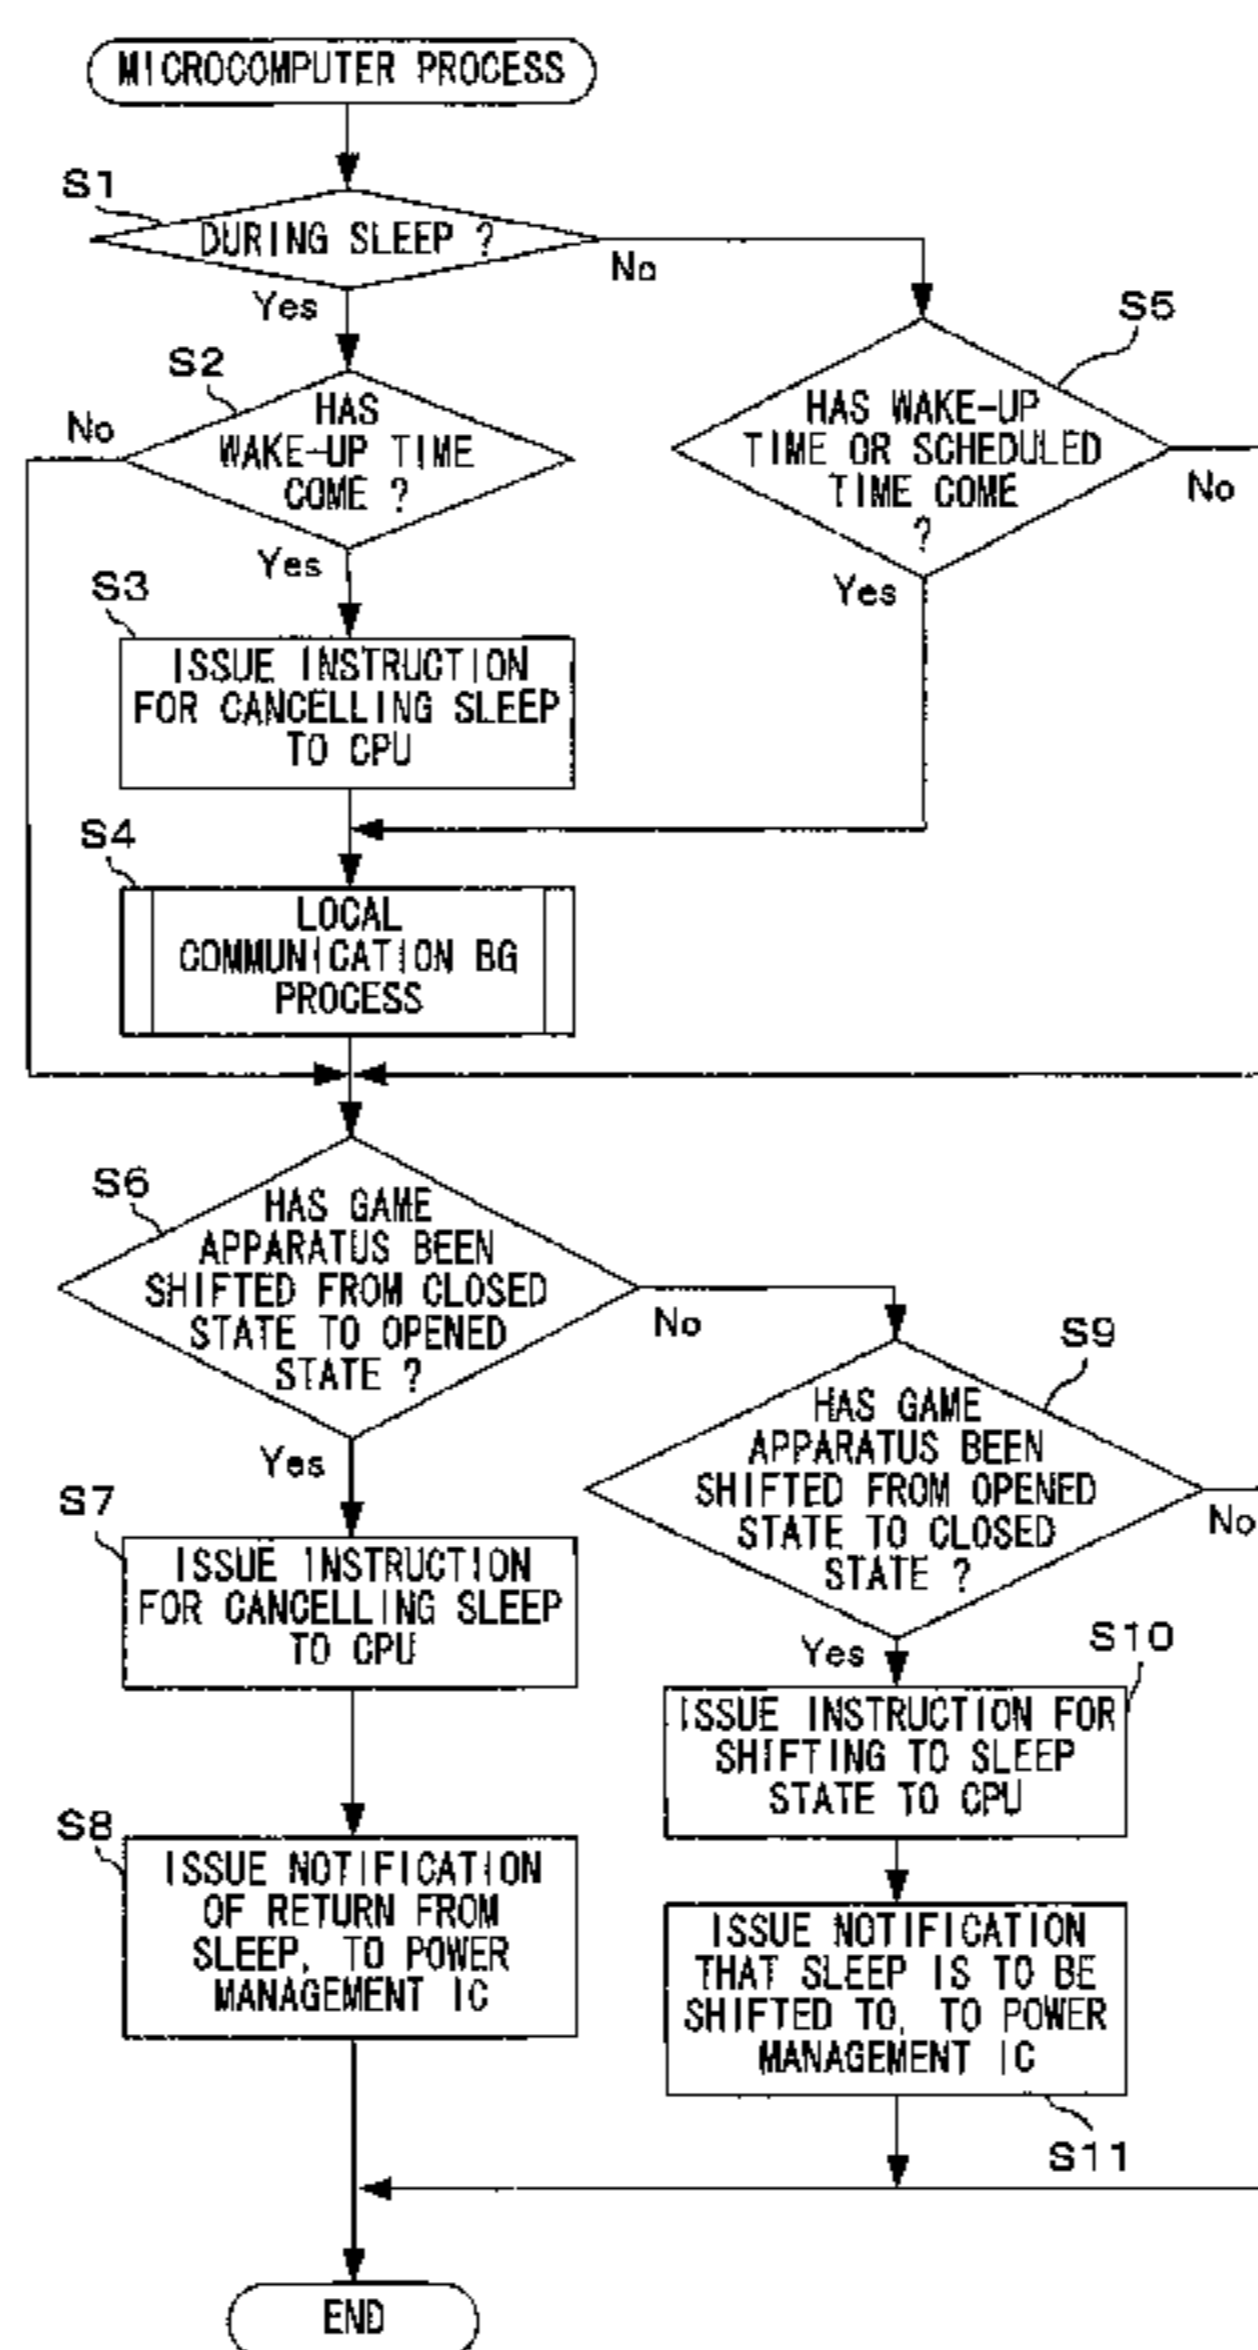 MICROCOMPUTER PROCESS
S1
DURING SLEEP ?
No
Yes
S2
HAS
WAKE-UP TIME
COME ?
No
Yes
S5
HAS WAKE-UP
TIME OR SCHEDULED
TIME COME
?
No
Yes
S3
ISSUE INSTRUCTION
FOR CANCELLING SLEEP
TO CPU
S4
LOCAL
COMMUNICATION BG
PROCESS
S6
HAS GAME
APPARATUS BEEN
SHIFTED FROM CLOSED
STATE TO OPENED
STATE ?
No
Yes
S9
HAS GAME
APPARATUS BEEN
SHIFTED FROM OPENED
STATE TO CLOSED
STATE ?
No
Yes
S7
ISSUE INSTRUCTION
FOR CANCELLING SLEEP
TO CPU
S10
ISSUE INSTRUCTION FOR
SHIFTING TO SLEEP
STATE TO CPU
S8
ISSUE NOTIFICATION
OF RETURN FROM
SLEEP, TO POWER
MANAGEMENT IC
ISSUE NOTIFICATION
THAT SLEEP IS TO BE
SHIFTED TO, TO POWER
MANAGEMENT IC
S11
END